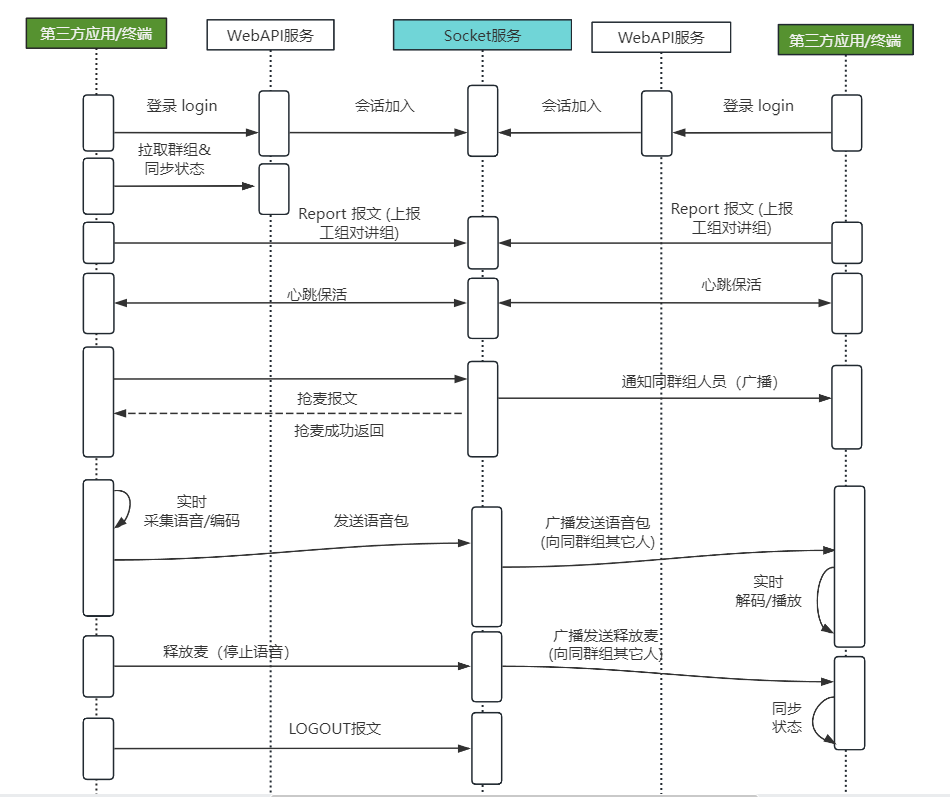 第三方应用/终端
WebAPI服务
Socket服务
WebAPI服务
第三方应用/终端
登录 login
会话加入
会话加入
登录 login
拉取群组&
同步状态
Report 报文 (上报
工组对讲组)
Report 报文 (上报
工组对讲组)
心跳保活
心跳保活
通知同群组人员（广播）
抢麦报文
抢麦成功返回
实时
采集语音/编码
发送语音包
广播发送语音包
(向同群组其它人)
实时
解码/播放
释放麦（停止语音）
广播发送释放麦
(向同群组其它人)
同步
状态
LOGOUT报文